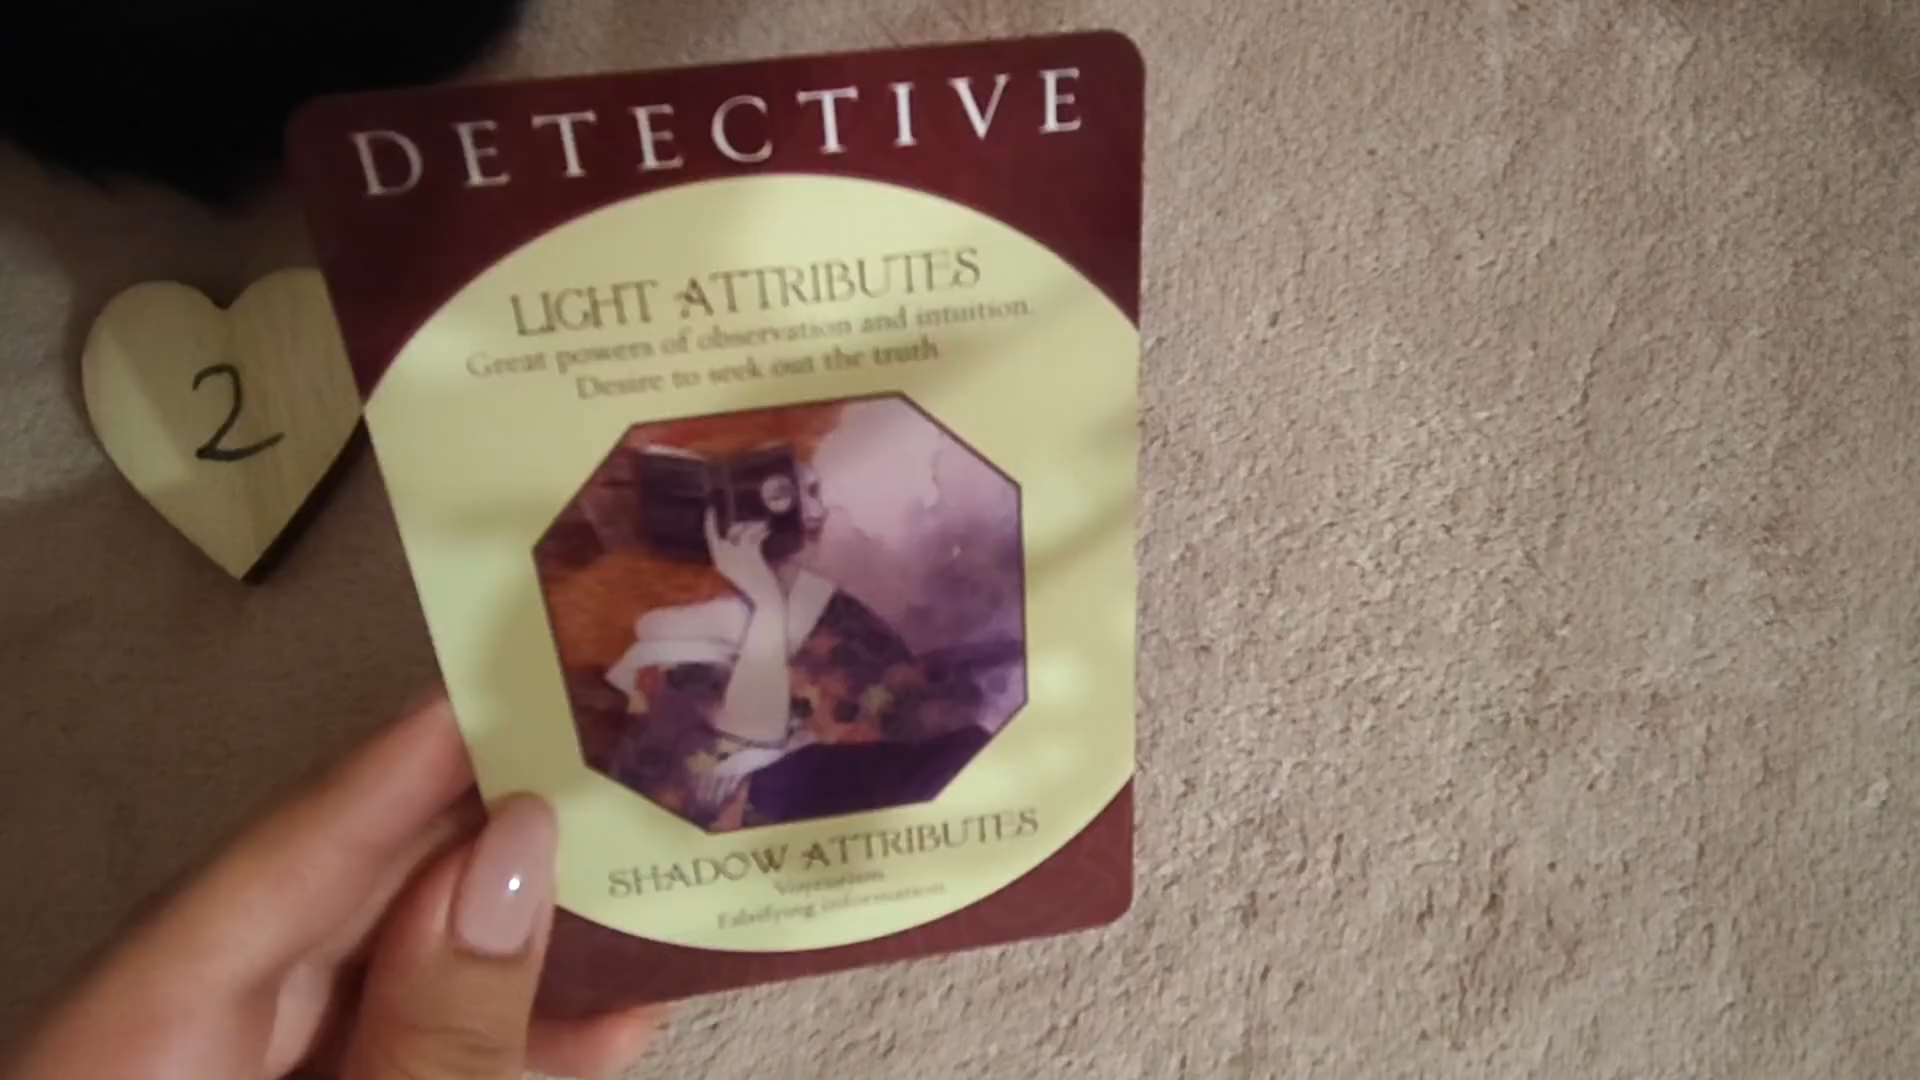 DETECTIVE
LIGHT ATTRIBUTES
Great powers of observation and intuition.
Desire to seek out the truth
2
SHADOW ATTRIBUTES
Voyeurism
Falsifying information